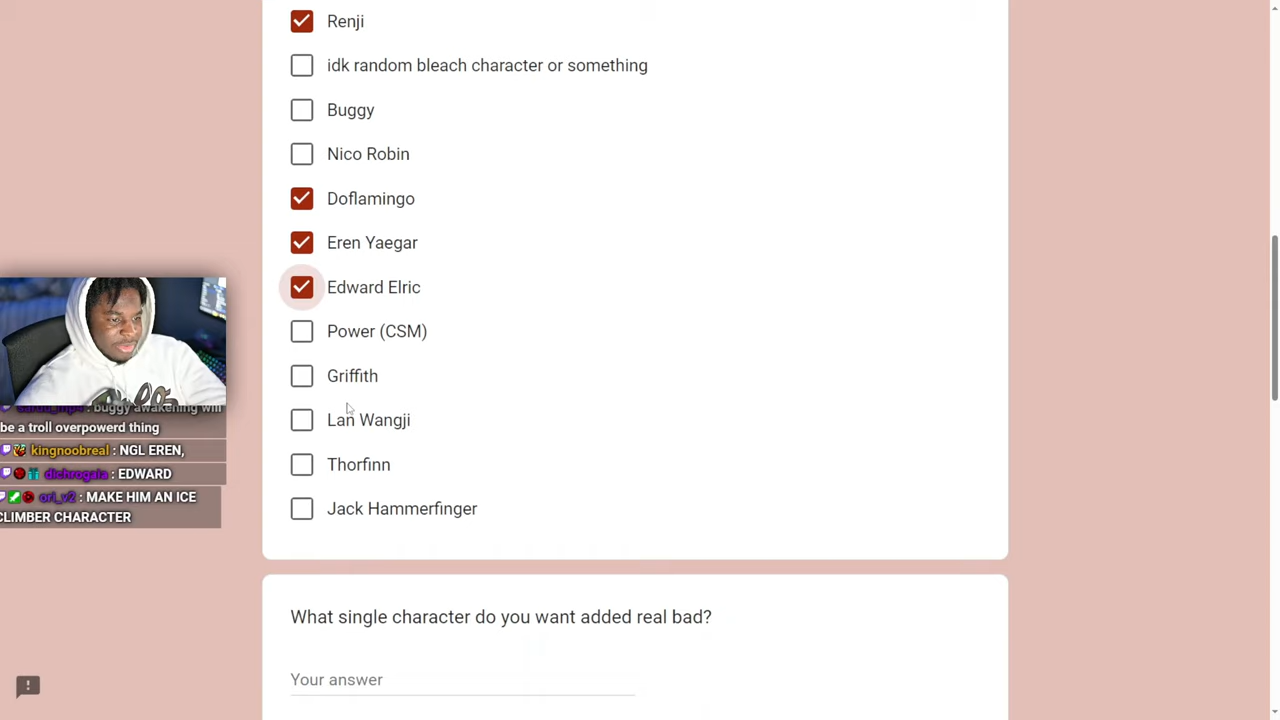 Renji
idk random bleach character or something
Buggy
Nico Robin
Doflamingo
Eren Yaegar
Edward Elric
Power (CSM)
Griffith
Lan Wangji
Thorfinn
Jack Hammerfinger
What single character do you want added real bad?
Your answer
: buggy awakening will
be a troll overpowerd thing
kingnoobreal : NGL EREN,
dichrogaia : EDWARD
ori_v2 : MAKE HIM AN ICE
CLIMBER CHARACTER